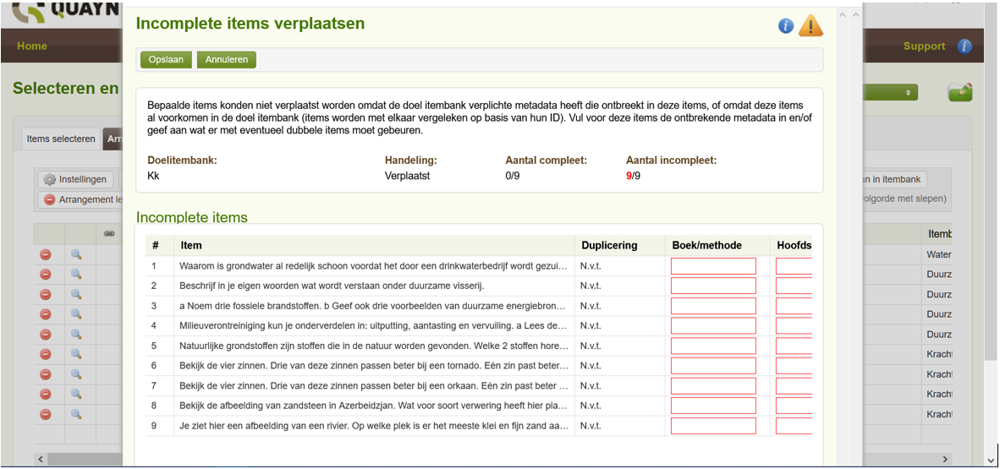 QUAYN
Incomplete items verplaatsen
Home
Support
Opslaan
Annuleren
Selecteren en
Bepaalde items konden niet verplaatst worden omdat de doel itembank verplichte metadata heeft die ontbreekt in deze items, of omdat deze items
al voorkomen in de doel itembank (items worden met elkaar vergeleken op basis van hun ID). Vul voor deze items de ontbrekende metadata in en/of
geef aan wat er met eventueel dubbele items moet gebeuren.
Items selecteren
Arr
Doelitembank:
Handeling:
Aantal compleet:
Aantal incompleet:
Kk
Verplaatst
0/9
9/9
Instellingen
an in itembank
Arrangement le
olgorde met slepen)
Incomplete items
# Item Duplicering Boek/methode Hoofds
1 Waarom is grondwater al redelijk schoon voordat het door een drinkwaterbedrijf wordt gezui... N.v.t.
2 Beschrijf in je eigen woorden wat wordt verstaan onder duurzame visserij. N.v.t.
3 a Noem drie fossiele brandstoffen. b Geef ook drie voorbeelden van duurzame energiebron... N.v.t.
4 Milieuverontreiniging kun je onderverdelen in: uitputting, aantasting en vervuiling. a Lees de... N.v.t.
5 Natuurlijke grondstoffen zijn stoffen die in de natuur worden gevonden. Welke 2 stoffen hore... N.v.t.
6 Bekijk de vier zinnen. Drie van deze zinnen passen beter bij een tornado. Eén zin past beter... N.v.t.
7 Bekijk de vier zinnen. Drie van deze zinnen passen beter bij een orkaan. Eén zin past beter ... N.v.t.
8 Bekijk de afbeelding van zandsteen in Azerbeidzjan. Wat voor soort verwering heeft hier pla... N.v.t.
9 Je ziet hier een afbeelding van een rivier. Op welke plek is er het meeste klei en fijn zand aa... N.v.t.
Itemb
Water
Duurz
Duurz
Duurz
Duurz
Kracht
Kracht
Kracht
Kracht